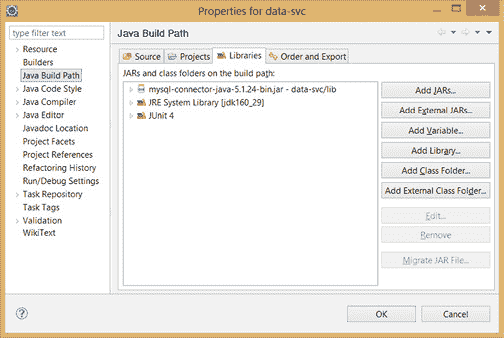 Properties for data-svc
type filter text
Java Build Path
Resource
Builders
Java Build Path
Java Code Style
Java Compiler
Java Editor
Javadoc Location
Project Facets
Project References
Refactoring History
Run/Debug Settings
Task Repository
Task Tags
Validation
WikiText
Source Projects Libraries Order and Export
JARs and class folders on the build path:
mysql-connector-java-5.1.24-bin.jar - data-svc/lib
JRE System Library [jdk160_29]
JUnit 4
Add JARs...
Add External JARs...
Add Variable...
Add Library...
Add Class Folder...
Add External Class Folder...
Edit...
Remove
Migrate JAR File...
OK Cancel